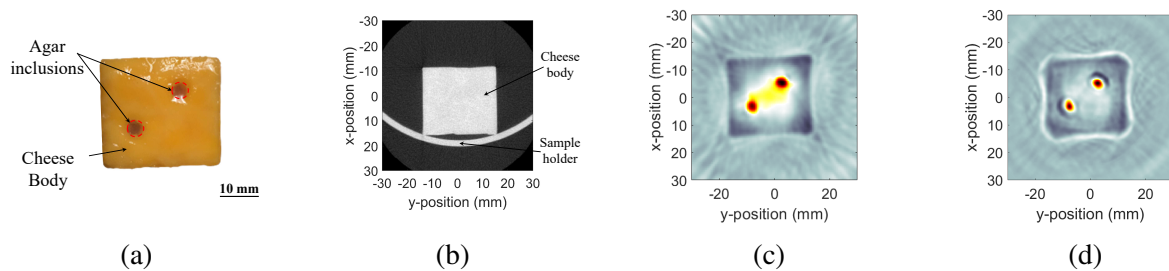 Agar
inclusions
Cheese
Body
10 mm
(a)
-30
-20
-10
0
10
20
30
x-position (mm)
-30 -20 -10 0 10 20 30
y-position (mm)
Cheese
body
Sample
holder
(b)
-30
-20
-10
0
10
20
30
x-position (mm)
-20 0 20
y-position (mm)
(c)
-30
-20
-10
0
10
20
30
x-position (mm)
-20 0 20
y-position (mm)
(d)